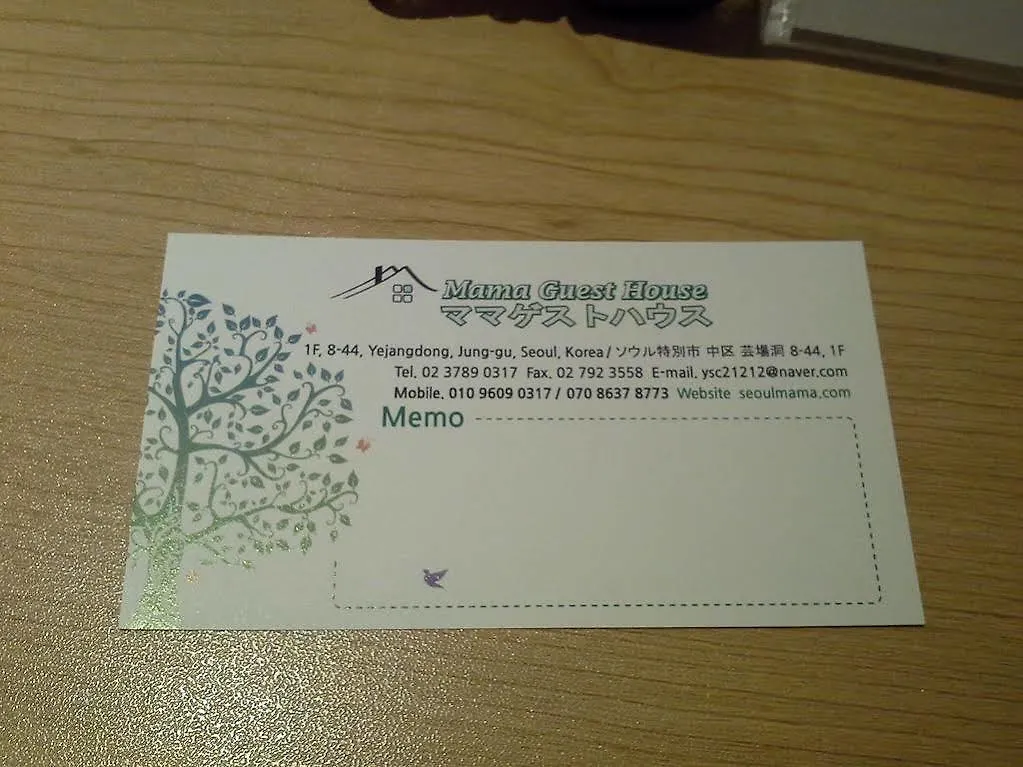 Mama Guest House
ママゲストハウス
1F, 8-44, Yejangdong, Jung-gu, Seoul, Korea / ソウル特別市 中区 芸場洞 8-44, 1F
Tel. 02 3789 0317 Fax. 02 792 3558 E-mail. ysc21212@naver.com
Mobile. 010 9609 0317 / 070 8637 8773 Website seoulmama.com
Memo